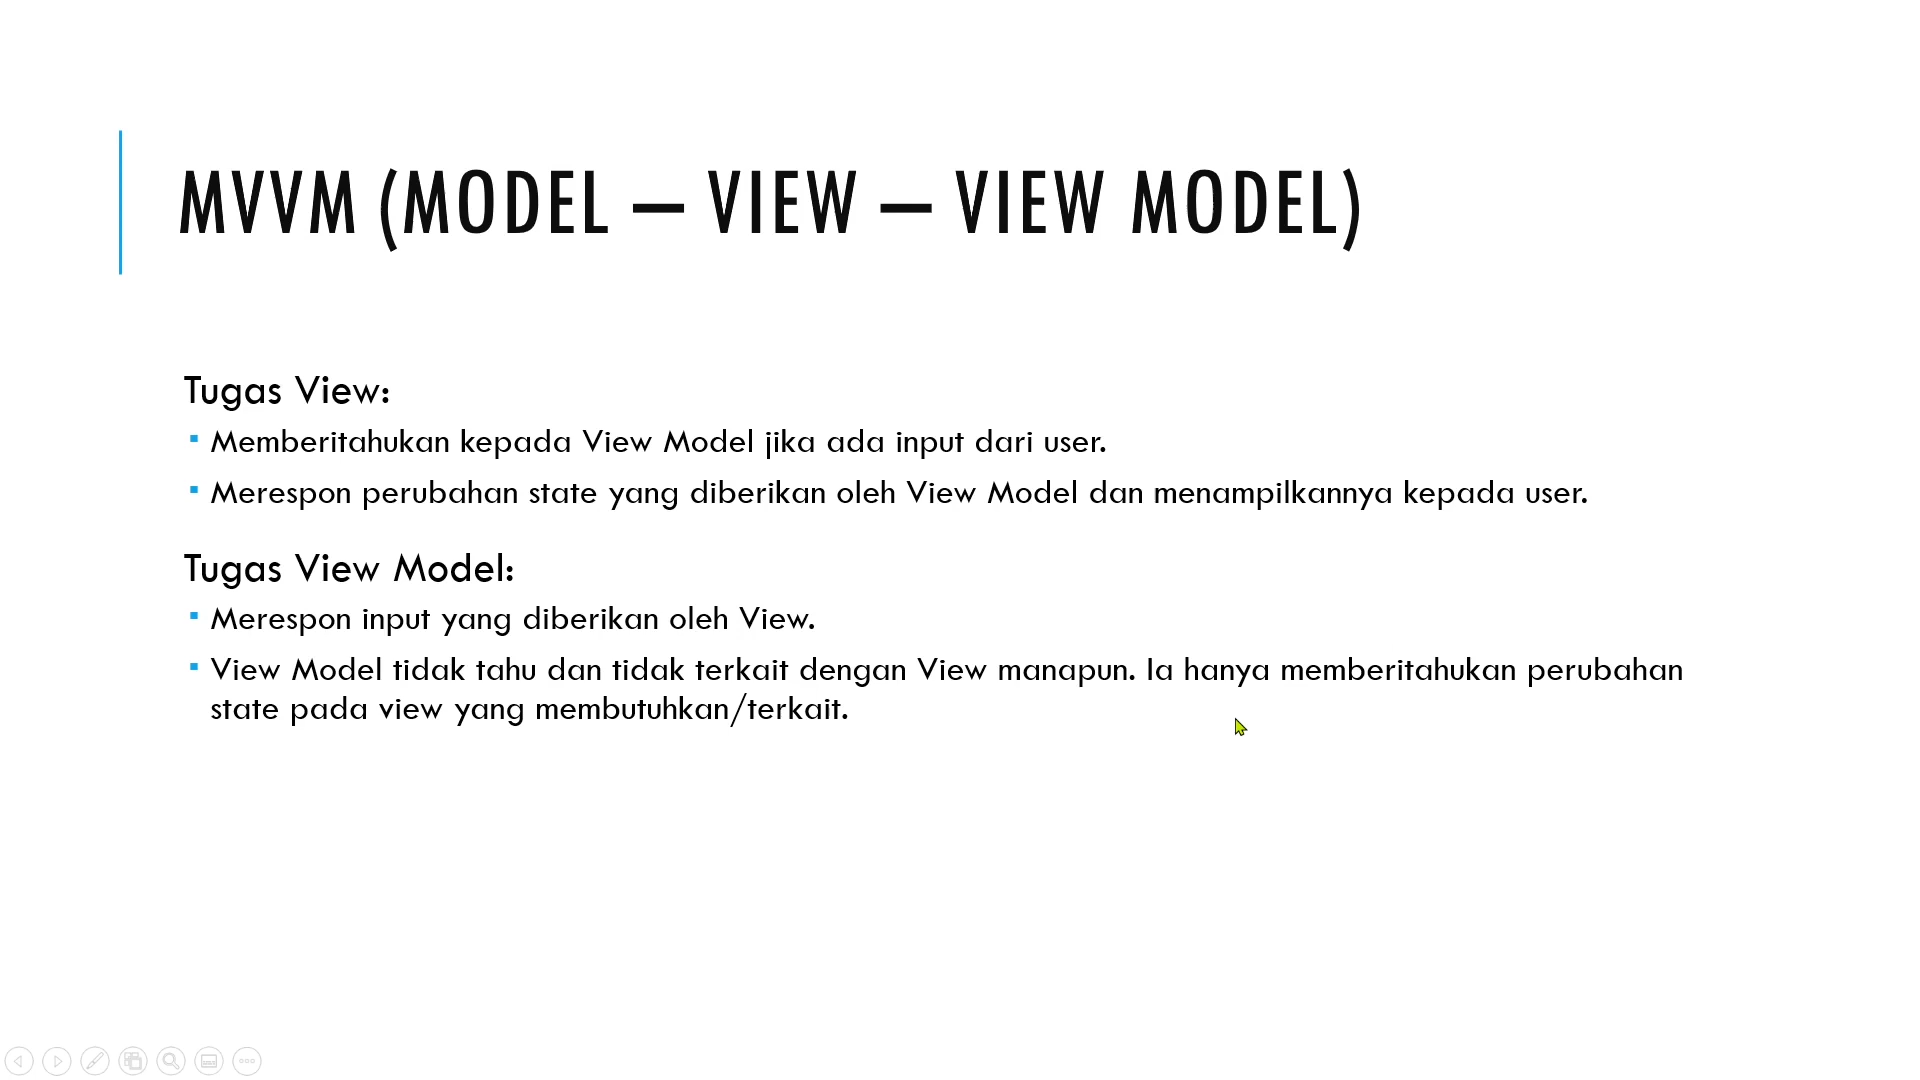 MVVM (MODEL – VIEW – VIEW MODEL)
Tugas View:
▪ Memberitahukan kepada View Model jika ada input dari user.
▪ Merespon perubahan state yang diberikan oleh View Model dan menampilkannya kepada user.
Tugas View Model:
▪ Merespon input yang diberikan oleh View.
▪ View Model tidak tahu dan tidak terkait dengan View manapun. Ia hanya memberitahukan perubahan
state pada view yang membutuhkan/terkait.